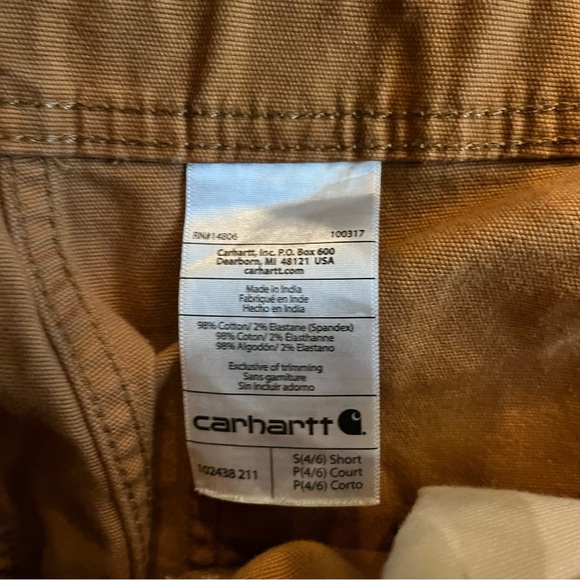 RN#14806 100317
Carhartt, Inc. P.O. Box 600
Dearborn, MI 48121 USA
carhartt.com
Made in India
Fabriqué en Inde
Hecho en India
98% Cotton/ 2% Elastane (Spandex)
98% Coton/ 2% Élasthanne
98% Algodón/ 2% Elastano
Exclusive of trimming
Sans garniture
Sin incluir adorno
carhartt
102438 211
S(4/6) Short
P(4/6) Court
P(4/6) Corto